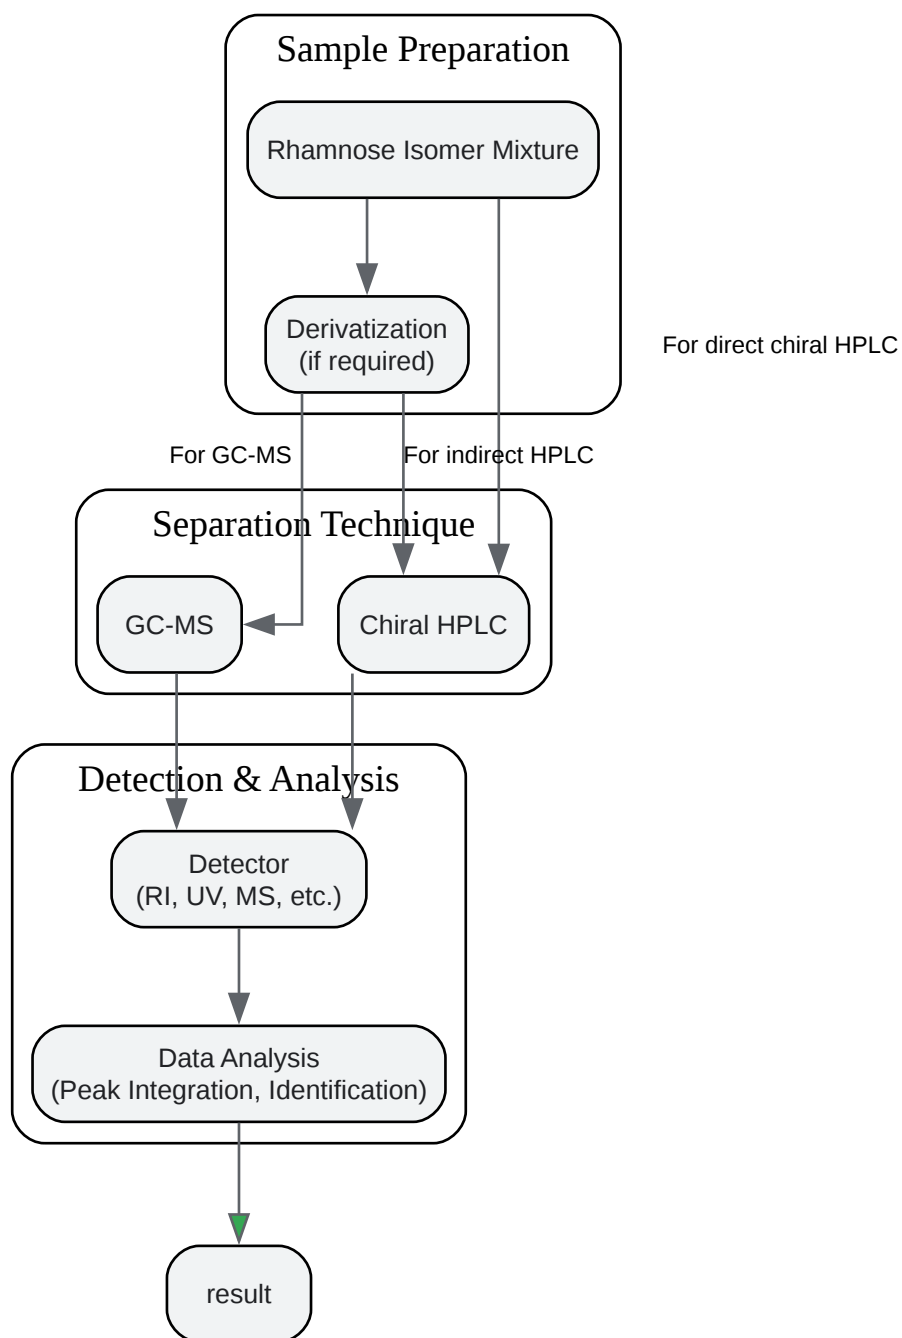 Sample Preparation
Rhamnose Isomer Mixture
Derivatization
(if required)
For direct chiral HPLC
For GC-MS
For indirect HPLC
Separation Technique
GC-MS
Chiral HPLC
Detection & Analysis
Detector
(RI, UV, MS, etc.)
Data Analysis
(Peak Integration, Identification)
result